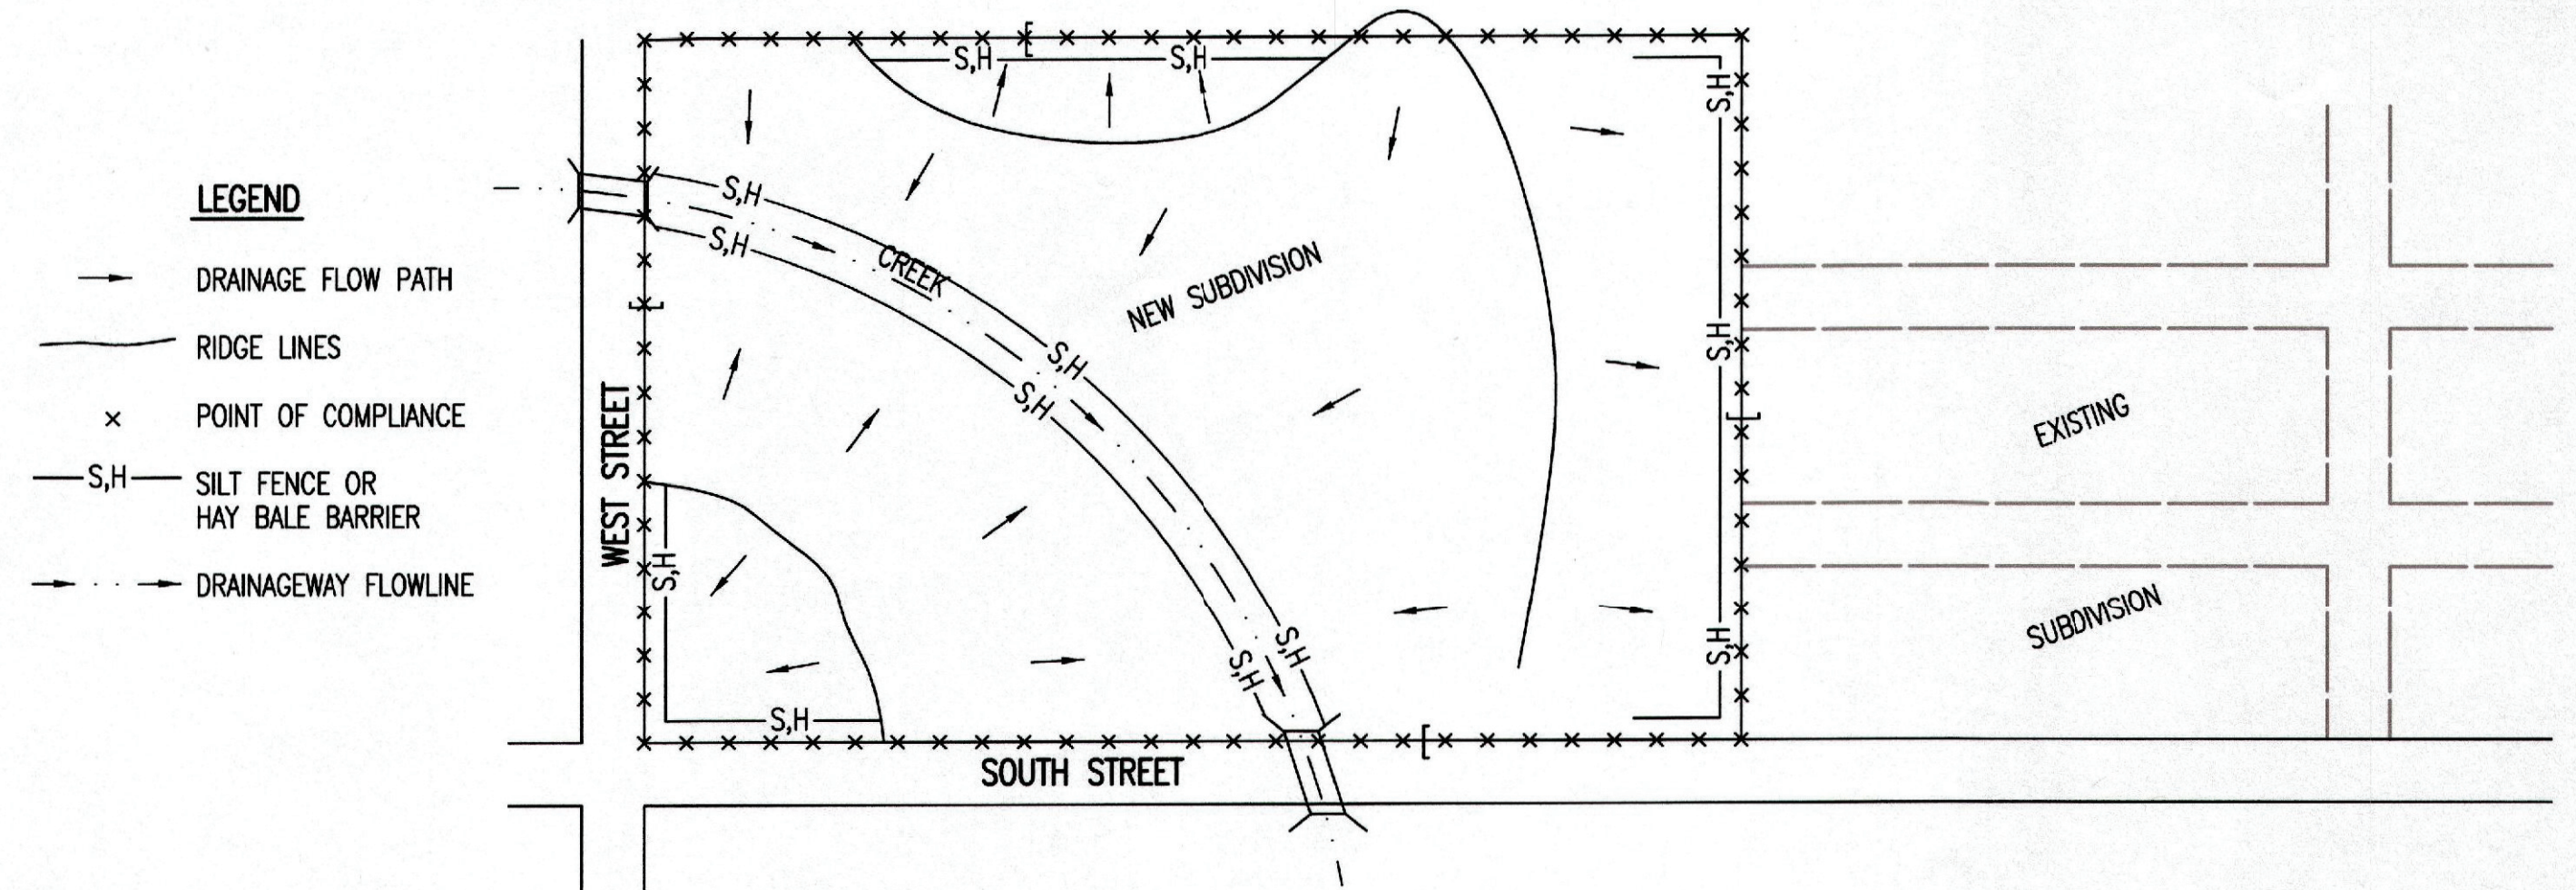 LEGEND
DRAINAGE FLOW PATH
RIDGE LINES
POINT OF COMPLIANCE
S,H
SILT FENCE OR
HAY BALE BARRIER
DRAINAGEWAY FLOWLINE
S,H
S,H
S,H
S,H
S,H
CREEK
NEW SUBDIVISION
S,H
S,H
S,H
WEST STREET
EXISTING
S,H
SUBDIVISION
S,H
S,H
S,H
S,H
SOUTH STREET